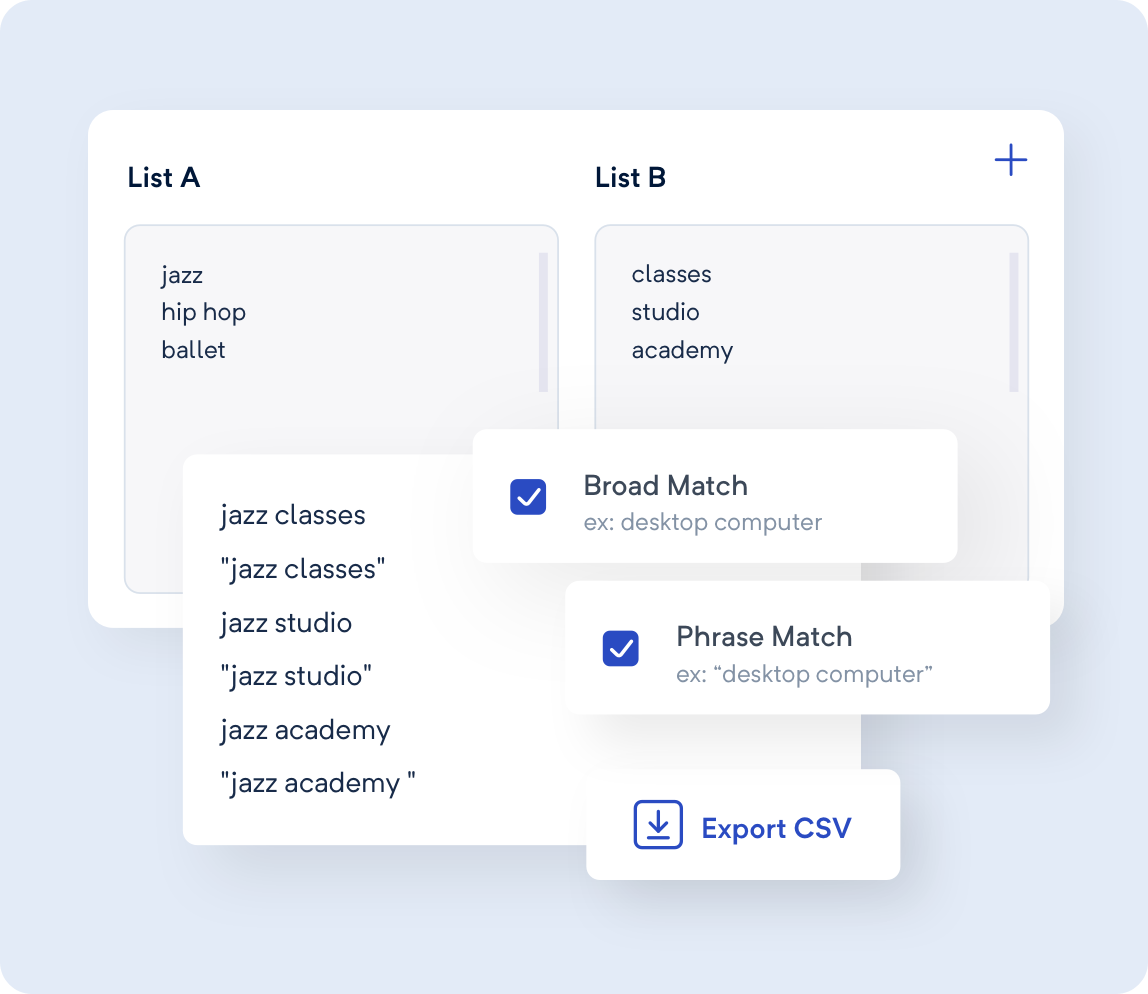 List A
jazz
hip hop
ballet
List B
classes
studio
academy
jazz classes
"jazz classes"
jazz studio
"jazz studio"
jazz academy
"jazz academy "
Broad Match
ex: desktop computer
Phrase Match
ex: “desktop computer”
Export CSV